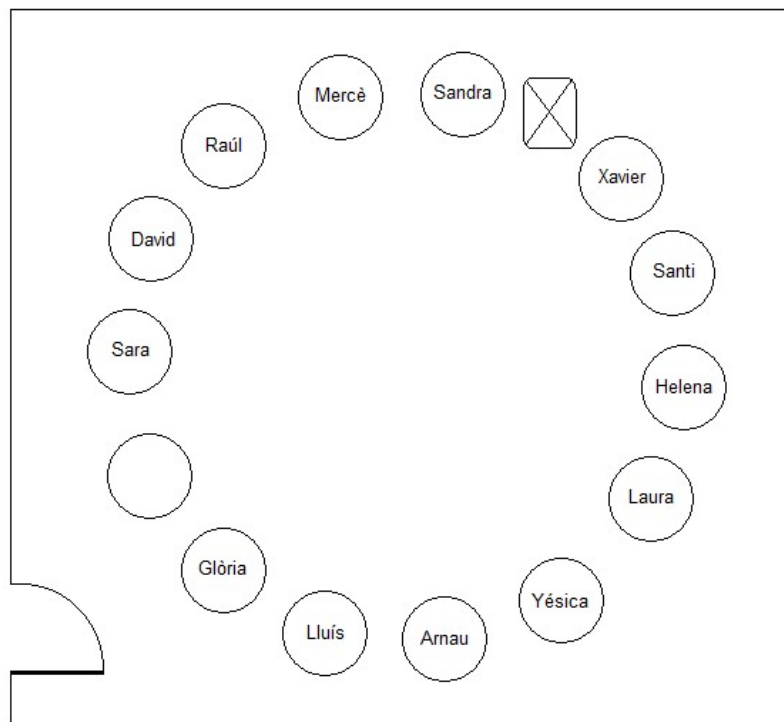 Mercè
Sandra
Raúl
Xavier
David
Santi
Sara
Helena
Laura
Glòria
Yésica
Lluís
Arnau